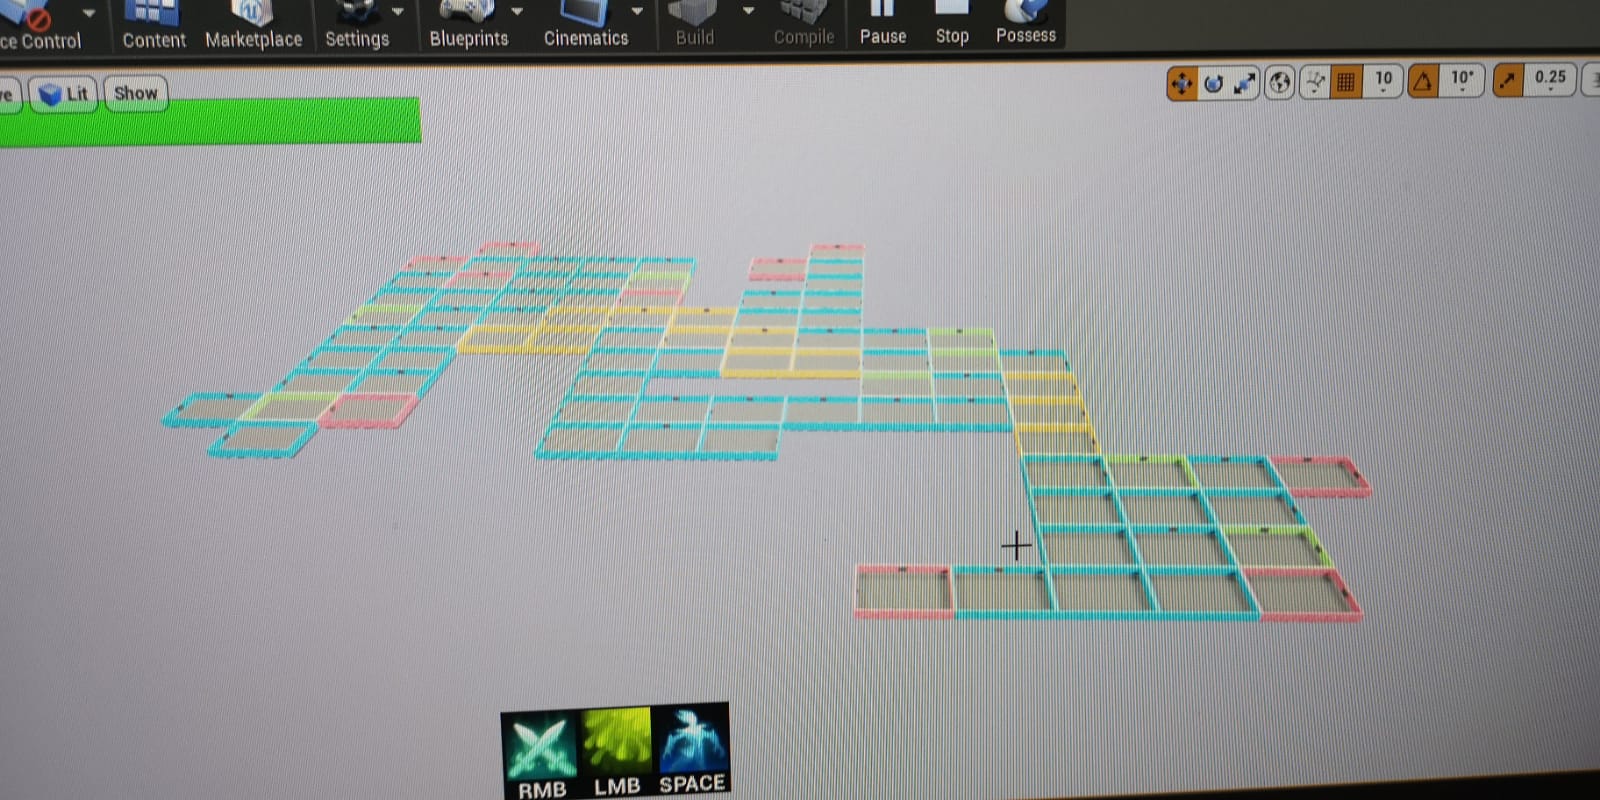 ce Control Content Marketplace Settings Blueprints Cinematics Build Compile Pause Stop Possess
ve Lit Show 10 10° 0.25
RMB LMB SPACE